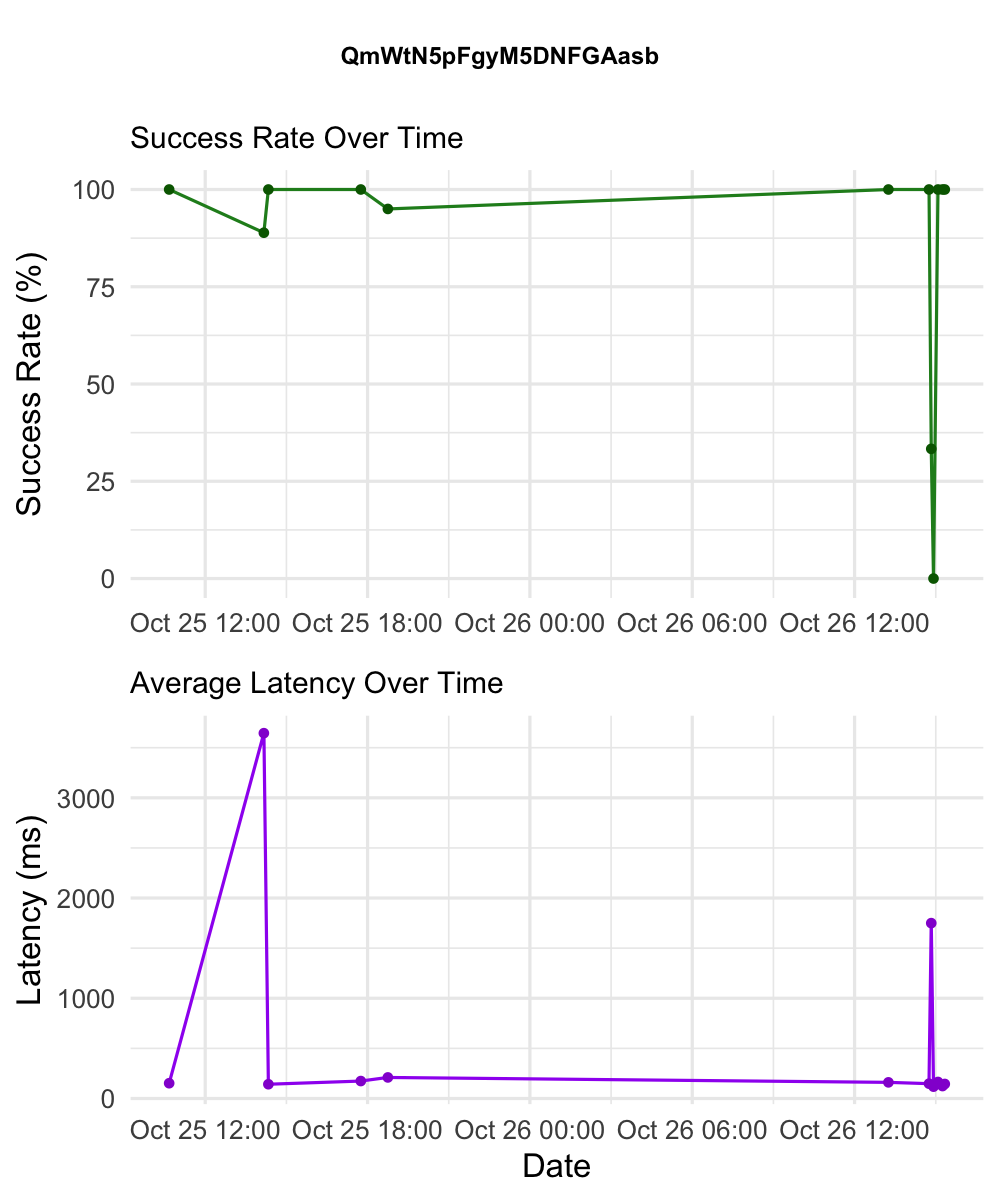 QmWtN5pFgyM5DNFGAasb
Success Rate Over Time
Success Rate (%)
100
75
50
25
0
Oct 25 12:00 Oct 25 18:00 Oct 26 00:00 Oct 26 06:00 Oct 26 12:00
Average Latency Over Time
Latency (ms)
3000
2000
1000
0
Oct 25 12:00 Oct 25 18:00 Oct 26 00:00 Oct 26 06:00 Oct 26 12:00
Date